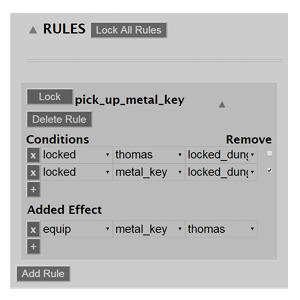 ▲ RULES Lock All Rules
Lock pick_up_metal_key ▲
Delete Rule
Conditions Remove
x locked thomas locked_dung
x locked metal_key locked_dung
+
Added Effect
x equip metal_key thomas
+
Add Rule